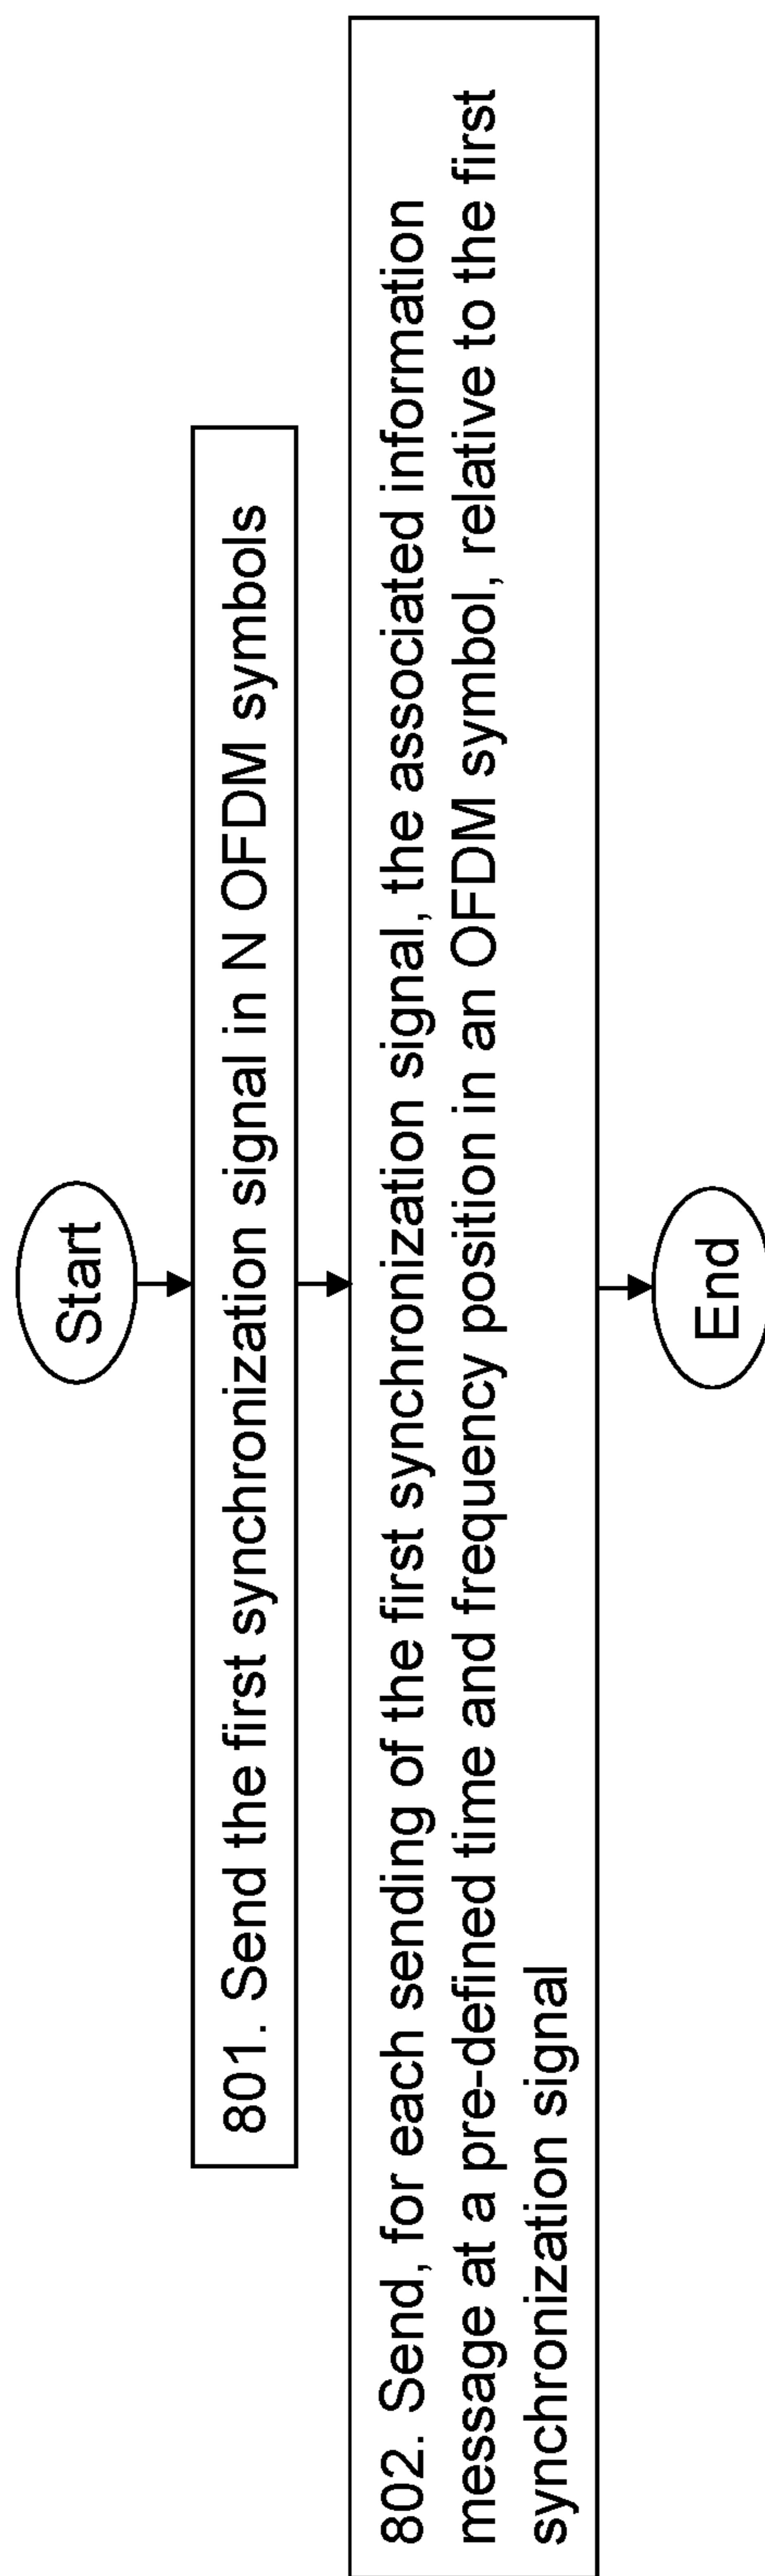 Start
801. Send the first synchronization signal in N OFDM symbols
802. Send, for each sending of the first synchronization signal, the associated information
message at a pre-defined time and frequency position in an OFDM symbol, relative to the first
synchronization signal
End